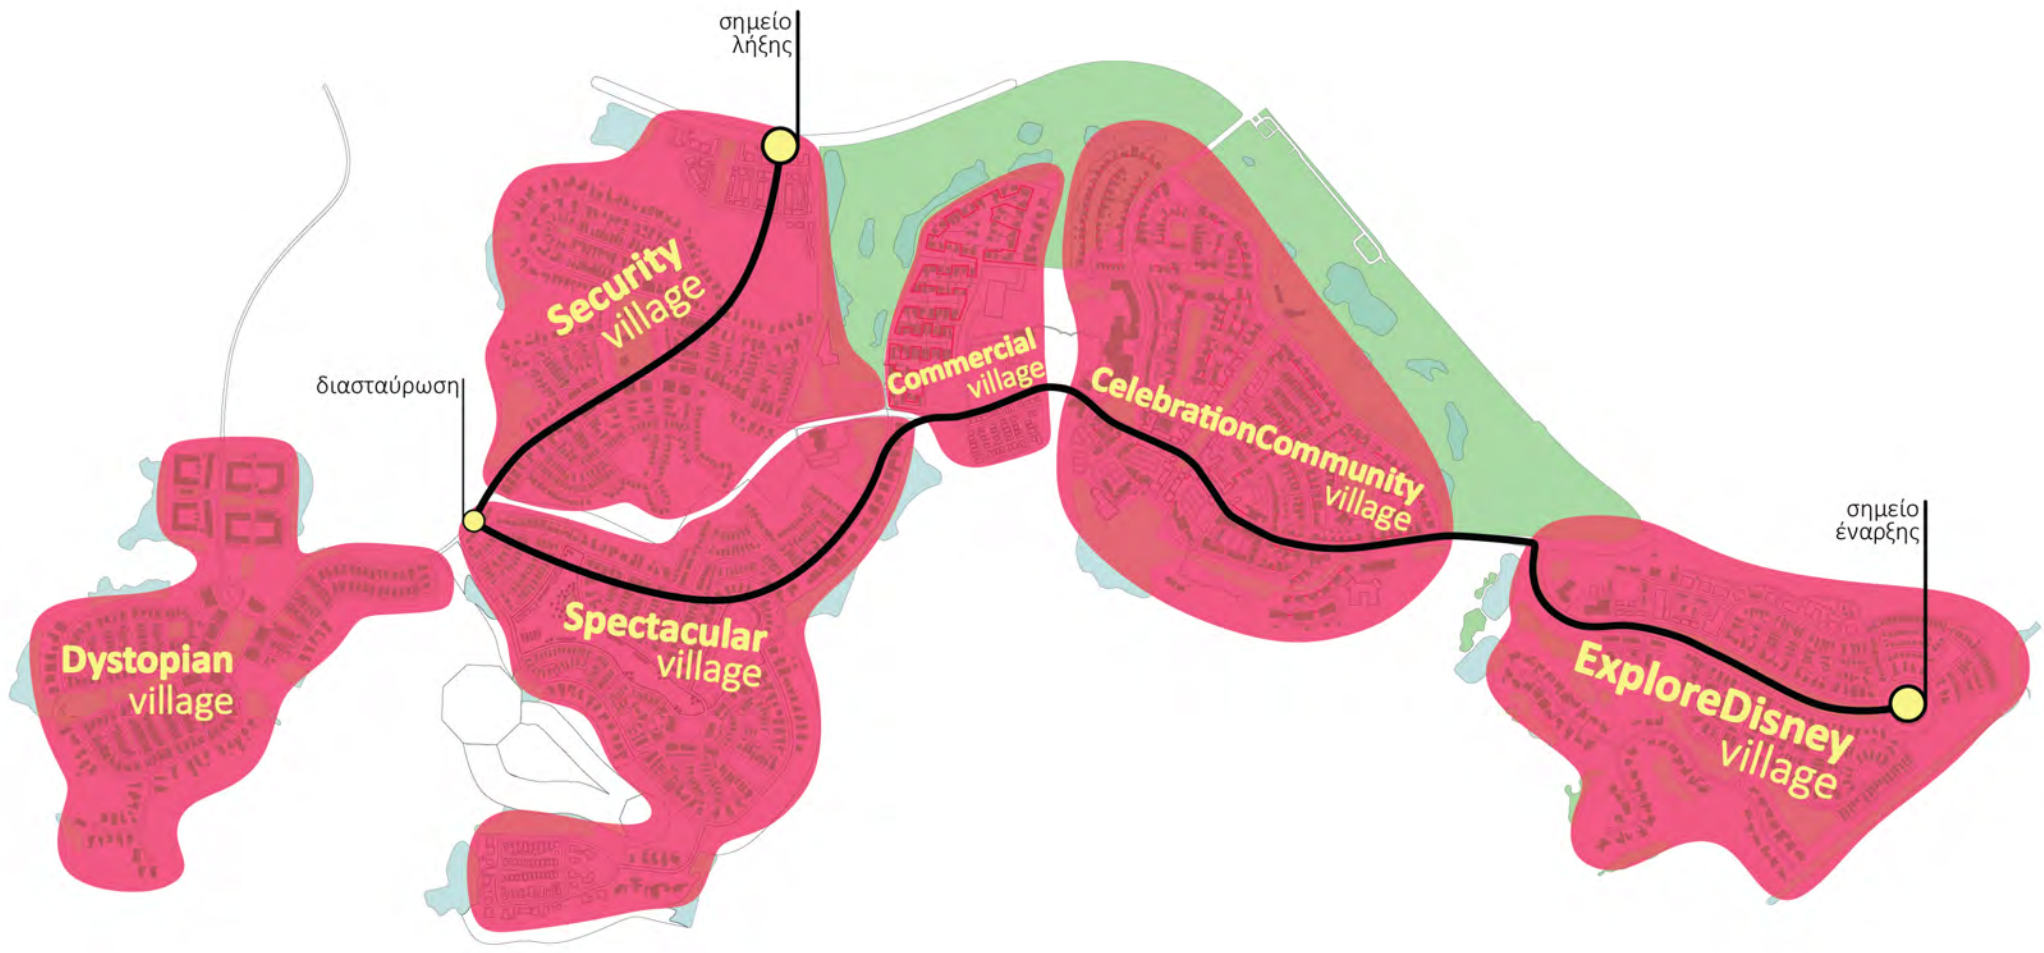 σημείο
λήξης
Security
village
διασταύρωση
Commercial
village
CelebrationCommunity
village
σημείο
έναρξης
Dystopian
village
Spectacular
village
ExploreDisney
village